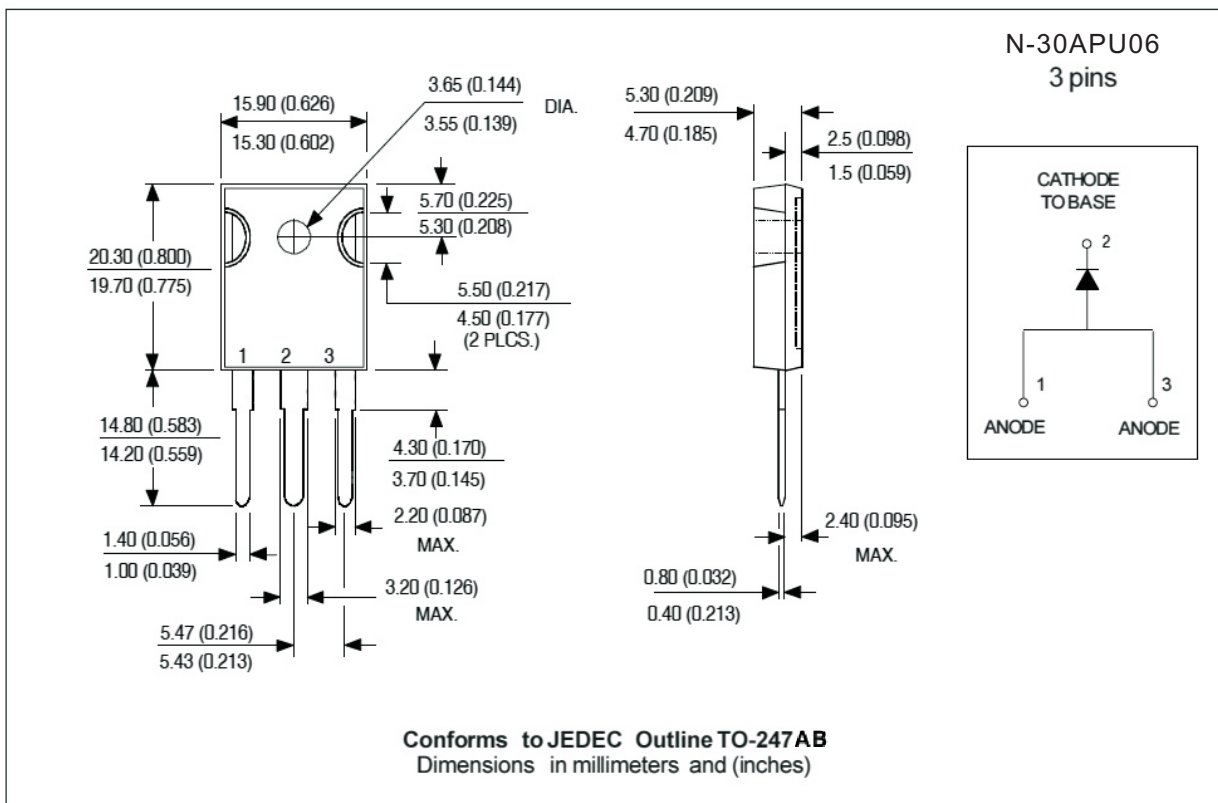 N-30APU06
3 pins
15.90 (0.626)
15.30 (0.602)
3.65 (0.144)
3.55 (0.139)
DIA.
5.70 (0.225)
5.30 (0.208)
20.30 (0.800)
19.70 (0.775)
5.50 (0.217)
4.50 (0.177)
(2 PLCS.)
1 2 3
14.80 (0.583)
14.20 (0.559)
4.30 (0.170)
3.70 (0.145)
2.20 (0.087)
MAX.
1.40 (0.056)
1.00 (0.039)
3.20 (0.126)
MAX.
5.47 (0.216)
5.43 (0.213)
5.30 (0.209)
4.70 (0.185)
2.5 (0.098)
1.5 (0.059)
2.40 (0.095)
MAX.
0.80 (0.032)
0.40 (0.213)
CATHODE
TO BASE
2
1
3
ANODE
ANODE
Conforms to JEDEC Outline TO-247AB
Dimensions in millimeters and (inches)